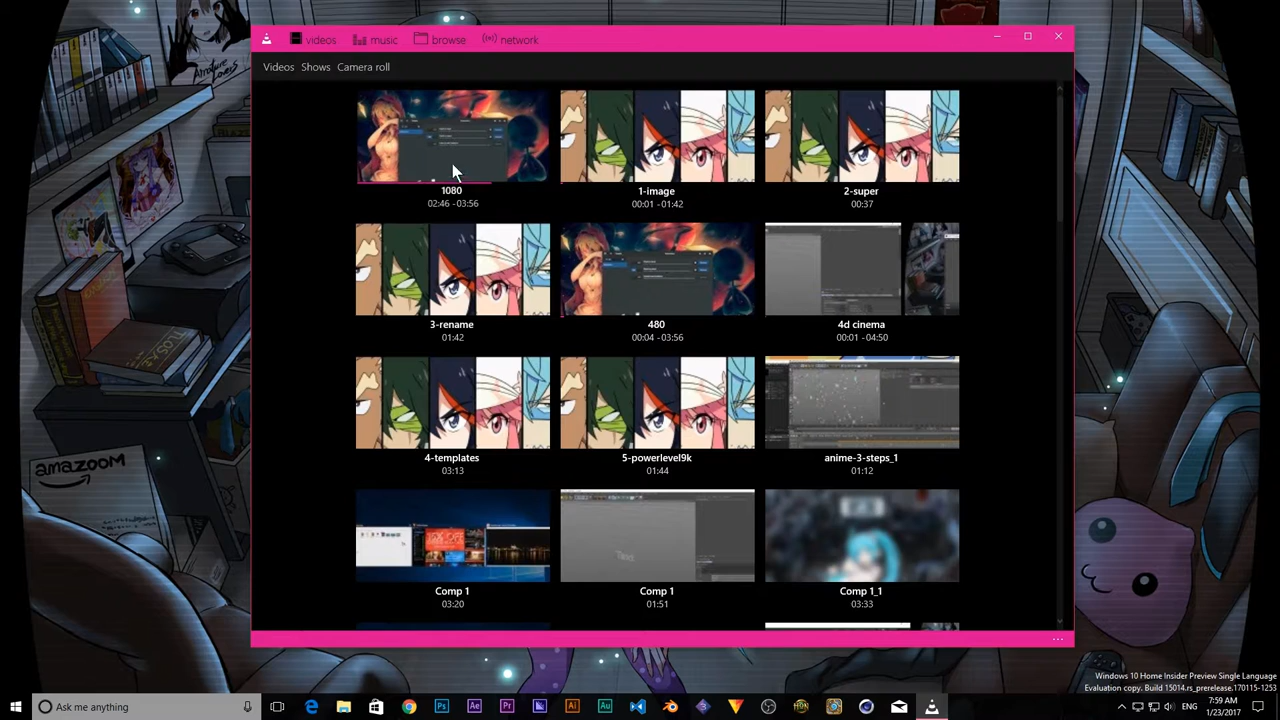 videos music browse network
Videos Shows Camera roll
1080
02:46 - 03:56
1-image
00:01 - 01:42
2-super
00:37
3-rename
01:42
480
00:04 - 03:56
4d cinema
00:01 - 04:50
4-templates
03:13
5-powerlevel9k
01:44
anime-3-steps_1
01:12
Comp 1
03:20
Comp 1
01:51
Comp 1_1
03:33
amazoom
Windows 10 Home Insider Preview Single Language
Evaluation copy. Build 15014.rs_prerelease.170115-1253
Ask me anything
ENG
7:59 AM
1/23/2017